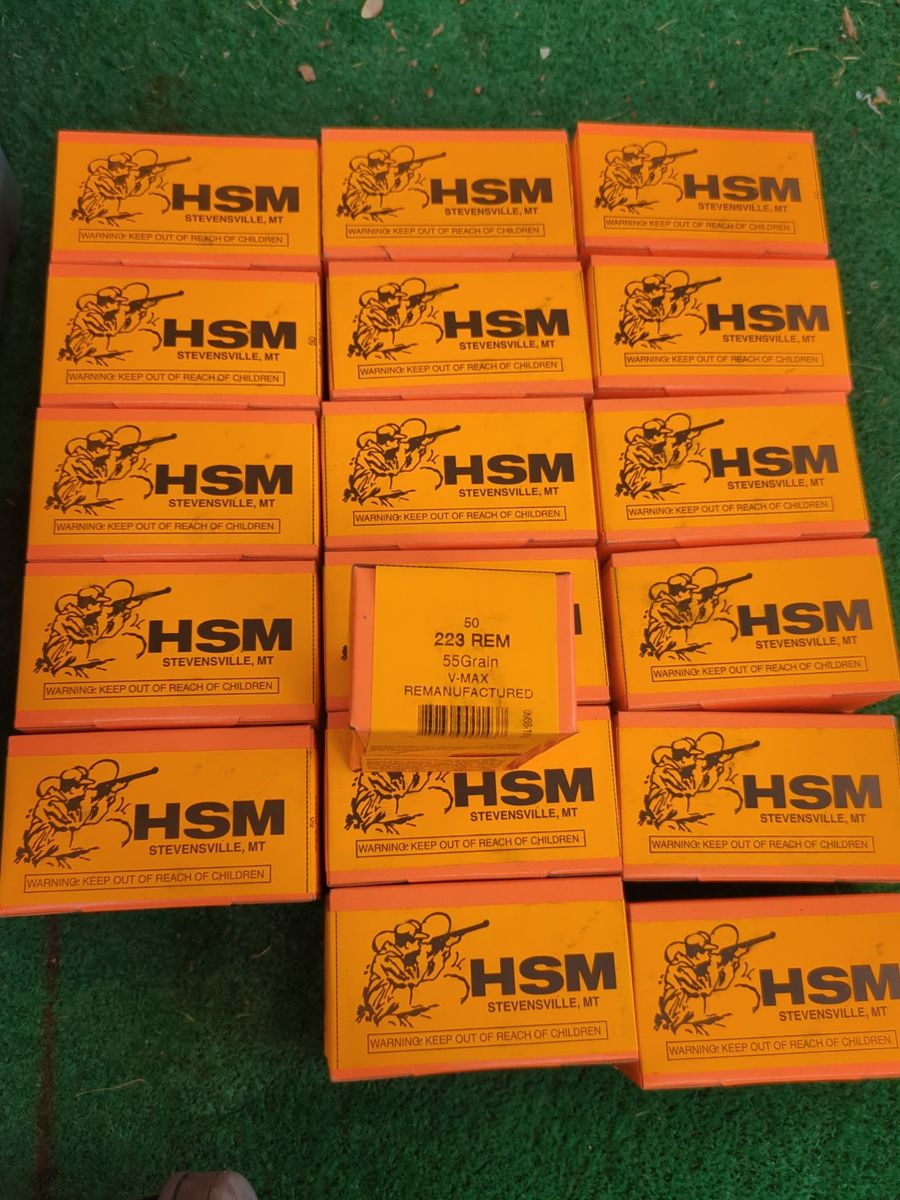 HSM
STEVENSVILLE, MT
WARNING: KEEP OUT OF REACH OF CHILDREN
HSM
STEVENSVILLE, MT
WARNING: KEEP OUT OF REACH OF CHILDREN
HSM
STEVENSVILLE, MT
WARNING: KEEP OUT OF REACH OF CHILDREN
HSM
STEVENSVILLE, MT
WARNING: KEEP OUT OF REACH OF CHILDREN
50
HSM
STEVENSVILLE, MT
WARNING: KEEP OUT OF REACH OF CHILDREN
HSM
STEVENSVILLE, MT
WARNING: KEEP OUT OF REACH OF CHILDREN
HSM
STEVENSVILLE, MT
WARNING: KEEP OUT OF REACH OF CHILDREN
HSM
STEVENSVILLE, MT
WARNING: KEEP OUT OF REACH OF CHILDREN
HSM
STEVENSVILLE, MT
WARNING: KEEP OUT OF REACH OF CHILDREN
HSM
STEVENSVILLE, MT
WARNING: KEEP OUT OF REACH OF CHILDREN
50
223 REM
55Grain
V-MAX
REMANUFACTURED
HSM
STEVENSVILLE, MT
WARNING: KEEP OUT OF REACH OF CHILDREN
HSM
STEVENSVILLE, MT
WARNING: KEEP OUT OF REACH OF CHILDREN
50
HSM
STEVENSVILLE, MT
WARNING: KEEP OUT OF REACH OF CHILDREN
HSM
STEVENSVILLE, MT
WARNING: KEEP OUT OF REACH OF CHILDREN
HSM
STEVENSVILLE, MT
WARNING: KEEP OUT OF REACH OF CHILDREN
HSM
STEVENSVILLE, MT
WARNING: KEEP OUT OF REACH OF CHILDREN